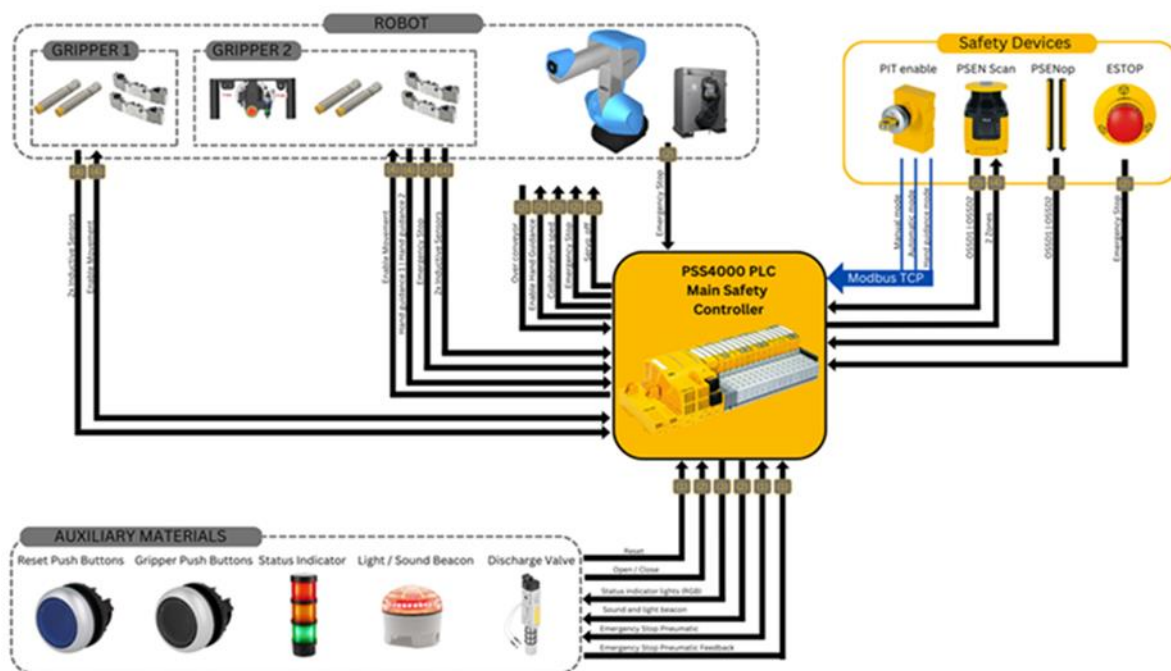 ROBOT
GRIPPER 1
GRIPPER 2
Safety Devices
PIT enable
PSEN Scan
PSENop
ESTOP
2x Inductive Sensors
Enable Movement
Enable Movement
Hand guidance 1 | Hand guidance 2
Emergency Stop
2x Inductive Sensors
Over conveyor
Enable Hand Guidance
Collaborative sped
Emergency Stop
Servo off
Emergency Stop
Manual mode
Automatic mode
Hand guidance mode
OSSD1 | OSSD2
2 Zones
OSSD1 | OSSD2
Emergency Stop
Modbus TCP
PSS4000 PLC
Main Safety
Controller
AUXILIARY MATERIALS
Reset Push Buttons
Gripper Push Buttons
Status Indicator
Light / Sound Beacon
Discharge Valve
Reset
Open / Close
Status indicator lights (RGB)
Sound and light beacon
Emergency Stop Pneumatic
Emergency Stop Pneumatic Feedback